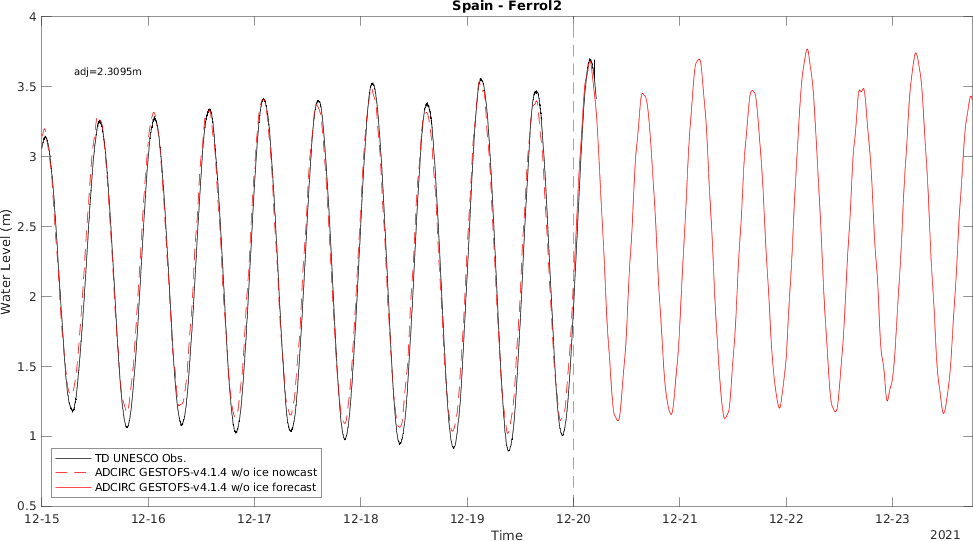 Spain - Ferrol2
4
adj=2.3095m
3.5
3
2.5
Water Level (m)
2
1.5
1
TD UNESCO Obs.
ADCIRC GESTOFS-v4.1.4 w/o ice nowcast
ADCIRC GESTOFS-v4.1.4 w/o ice forecast
0.5
12-15 12-16 12-17 12-18 12-19 12-20 12-21 12-22 12-23
Time
2021